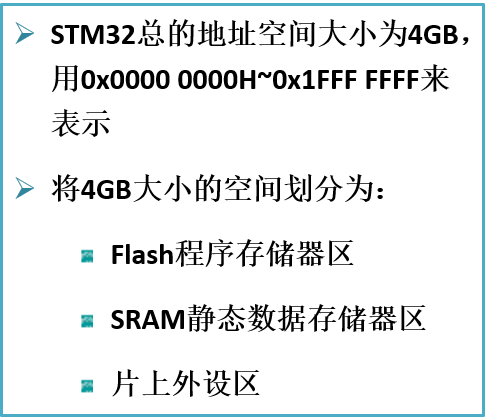 STM32总的地址空间大小为4GB，
用0x0000 0000H~0x1FFF FFFF来
表示
将4GB大小的空间划分为：
Flash程序存储器区
SRAM静态数据存储器区
片上外设区